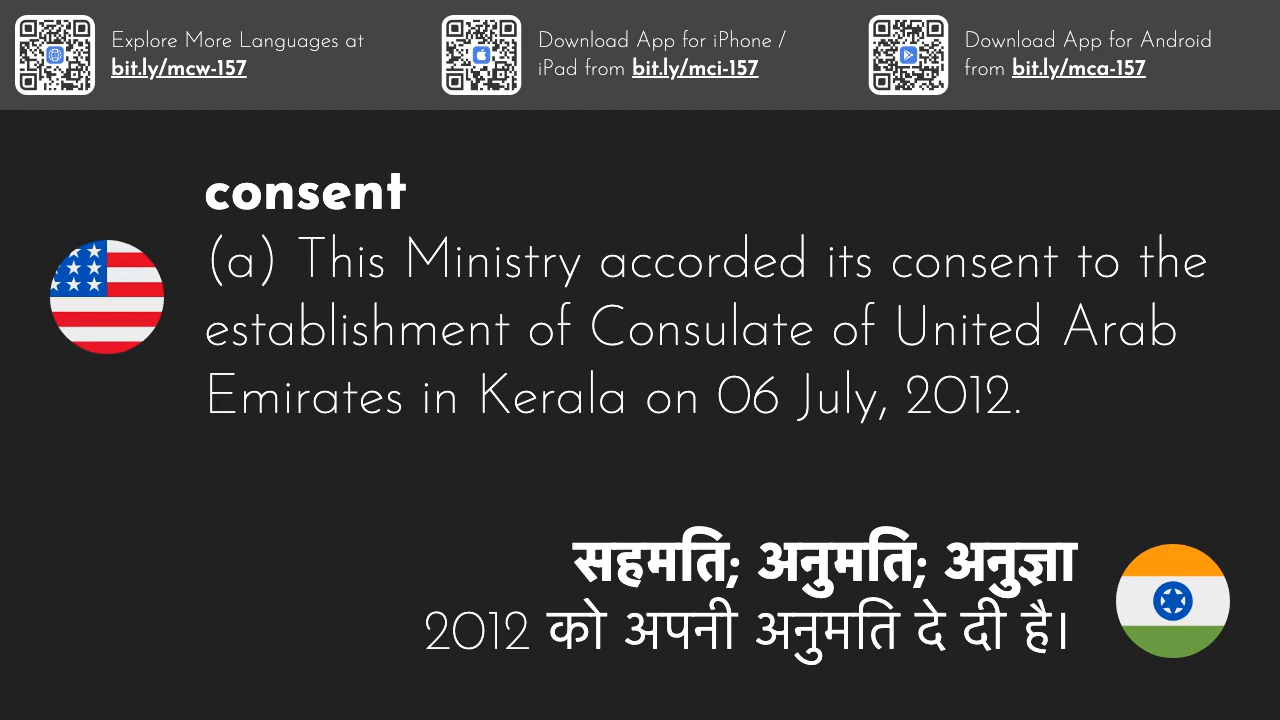 Explore More Languages at
bit.ly/mcw-157
Download App for iPhone /
iPad from bit.ly/mci-157
Download App for Android
from bit.ly/mca-157
consent
(a) This Ministry accorded its consent to the
establishment of Consulate of United Arab
Emirates in Kerala on 06 July, 2012.
सहमति; अनुमति; अनुज्ञा
2012 को अपनी अनुमति दे दी है।